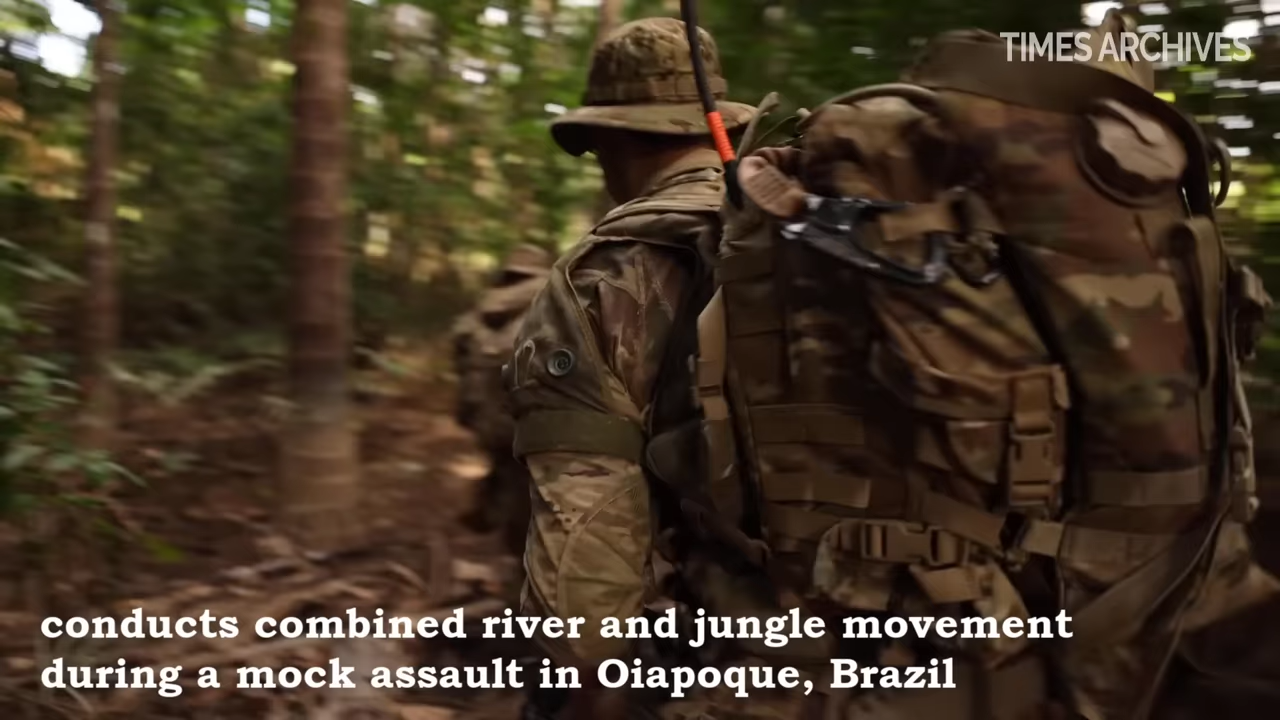 TIMES ARCHIVES
conducts combined river and jungle movement
during a mock assault in Oiapoque, Brazil